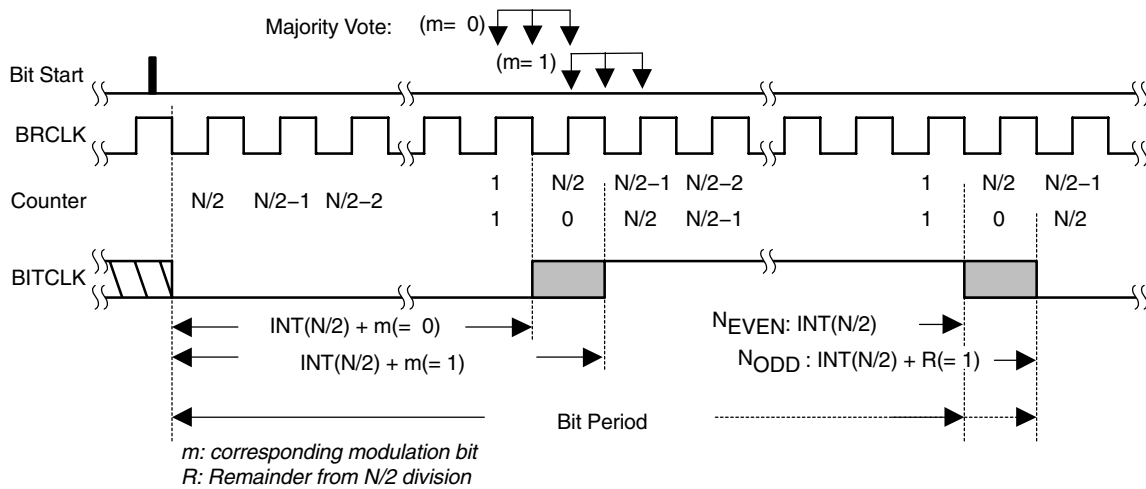 Majority Vote: (m= 0)
(m= 1)
Bit Start
BRCLK
Counter
N/2 N/2−1 N/2−2 1 N/2 N/2−1 N/2−2 1 N/2 N/2−1
1 0 N/2 N/2−1 1 0 N/2
BITCLK
INT(N/2) + m(= 0)
NEVEN: INT(N/2)
INT(N/2) + m(= 1)
NODD : INT(N/2) + R(= 1)
Bit Period
m: corresponding modulation bit
R: Remainder from N/2 division